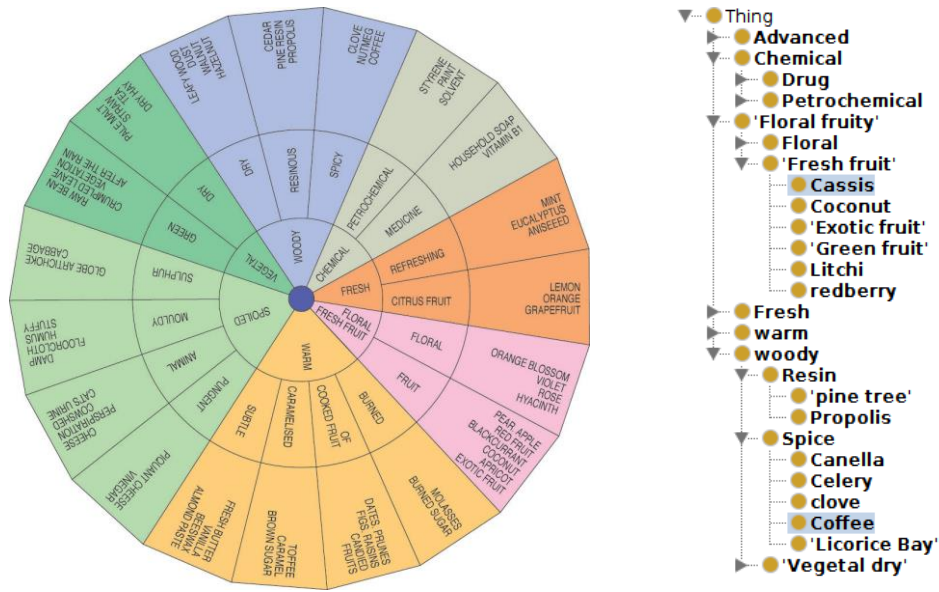 LEAFY WOOD
DUST
WALNUT
HAZELNUT
CEDAR
PINE RESIN
PROPOLIS
CLOVE
NUTMEG
COFFEE
STYRENE
PAINT
SOLVENT
HOUSEHOLD SOAP
VITAMIN B1
MINT
EUCALYPTUS
ANISEEED
LEMON
ORANGE
GRAPEFRUIT
ORANGE BLOSSOM
VIOLET
ROSE
HYACINTH
PEAR, APPLE
RED FRUIT
BLACKCURRANT
COCONUT
APRICOT
EXOTIC FRUIT
MOLASSES
BURNED SUGAR
DATES, PRUNES
FIGS, RAISINS
CANDIED
FRUITS
TOFFEE
CARAMEL
BROWN SUGAR
FRESH BUTTER
VANILLA
BEESWAX
ALMOND PASTE
PIQUANT CHEESE
VINEGAR
CHEESE
COWSHED
PERSPIRATION
CAT'S URINE
DAMP
FLOORCLOTH
HUMUS
STUFFY
GLOBE ARTICHOKE
CABBAGE
RAW BEAN
CRUMPLED LEAVE
VEGETATION
AFTER THE RAIN
PALE MALT
STRAW
TEA
DRY HAY
DRY
RESINOUS
SPICY
PETROCHEMICAL
MEDICINE
REFRESHING
CITRUS FRUIT
FLORAL
FRUIT
BURNED
OF
COOKED FRUIT
CARAMELISED
SUBTLE
PUNGENT
ANIMAL
MOULDY
SULPHUR
GREEN
DRY
WOODY
CHEMICAL
FRESH
FLORAL
FRESH FRUIT
WARM
SPOILED
VEGETAL
Thing
Advanced
Chemical
Drug
Petrochemical
'Floral fruity'
Floral
'Fresh fruit'
Cassis
Coconut
'Exotic fruit'
'Green fruit'
Litchi
redberry
Fresh
warm
woody
Resin
'pine tree'
Propolis
Spice
Canella
Celery
clove
Coffee
'Licorice Bay'
'Vegetal dry'